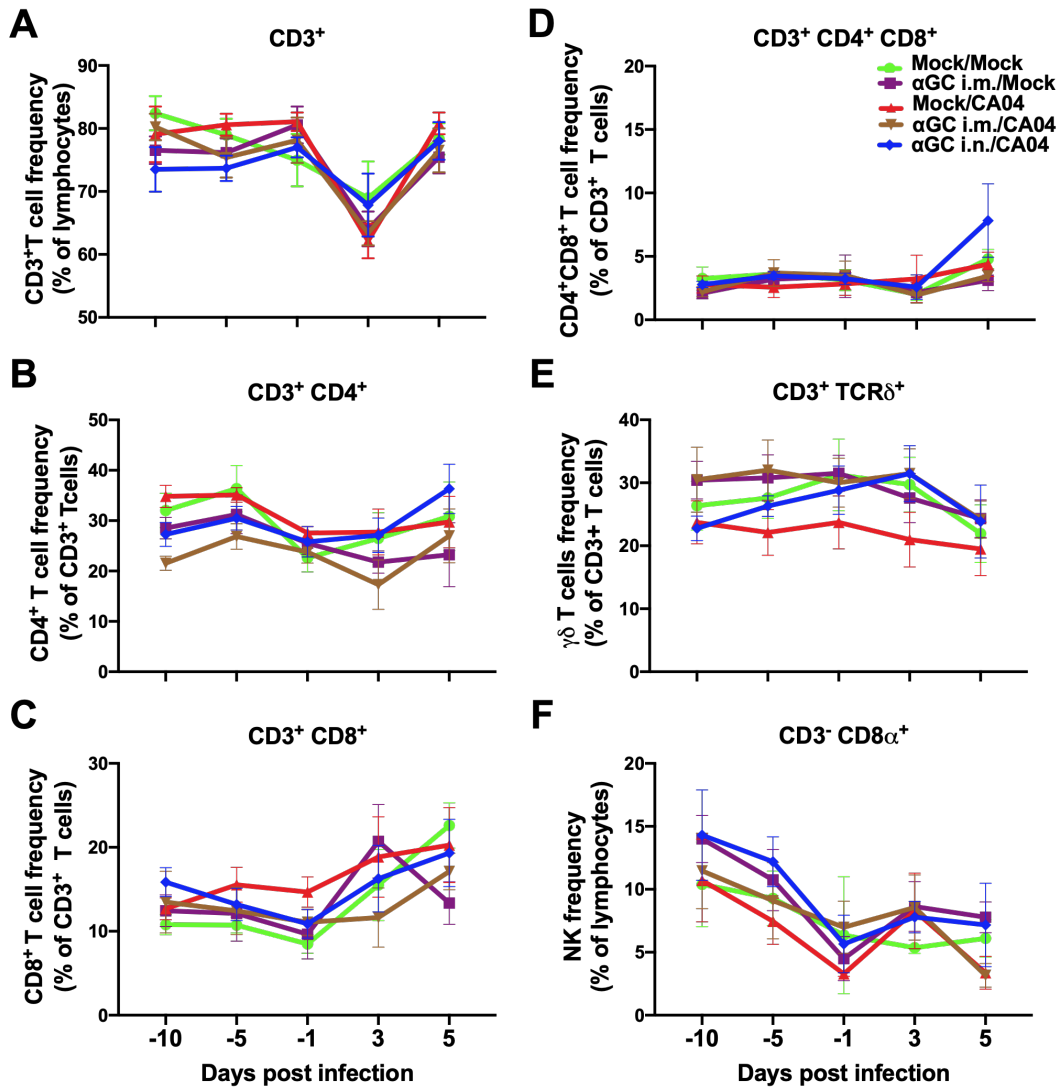 A
CD3⁺
CD3⁺T cell frequency
(% of lymphocytes)
90
80
70
60
50
B
CD3⁺ CD4⁺
CD4⁺ T cell frequency
(% of CD3⁺ Tcells)
50
40
30
20
10
0
C
CD3⁺ CD8⁺
CD8⁺ T cell frequency
(% of CD3⁺ T cells)
30
20
10
0
-10 -5 -1 3 5
Days post infection
D
CD3⁺ CD4⁺ CD8⁺
CD4⁺CD8⁺ T cell frequency
(% of CD3⁺ T cells)
20
15
10
5
0
Mock/Mock
αGC i.m./Mock
Mock/CA04
αGC i.m./CA04
αGC i.n./CA04
E
CD3⁺ TCRδ⁺
γδ T cells frequency
(% of CD3+ T cells)
40
30
20
10
0
F
CD3⁻ CD8α⁺
NK frequency
(% of lymphocytes)
20
15
10
5
0
-10 -5 -1 3 5
Days post infection